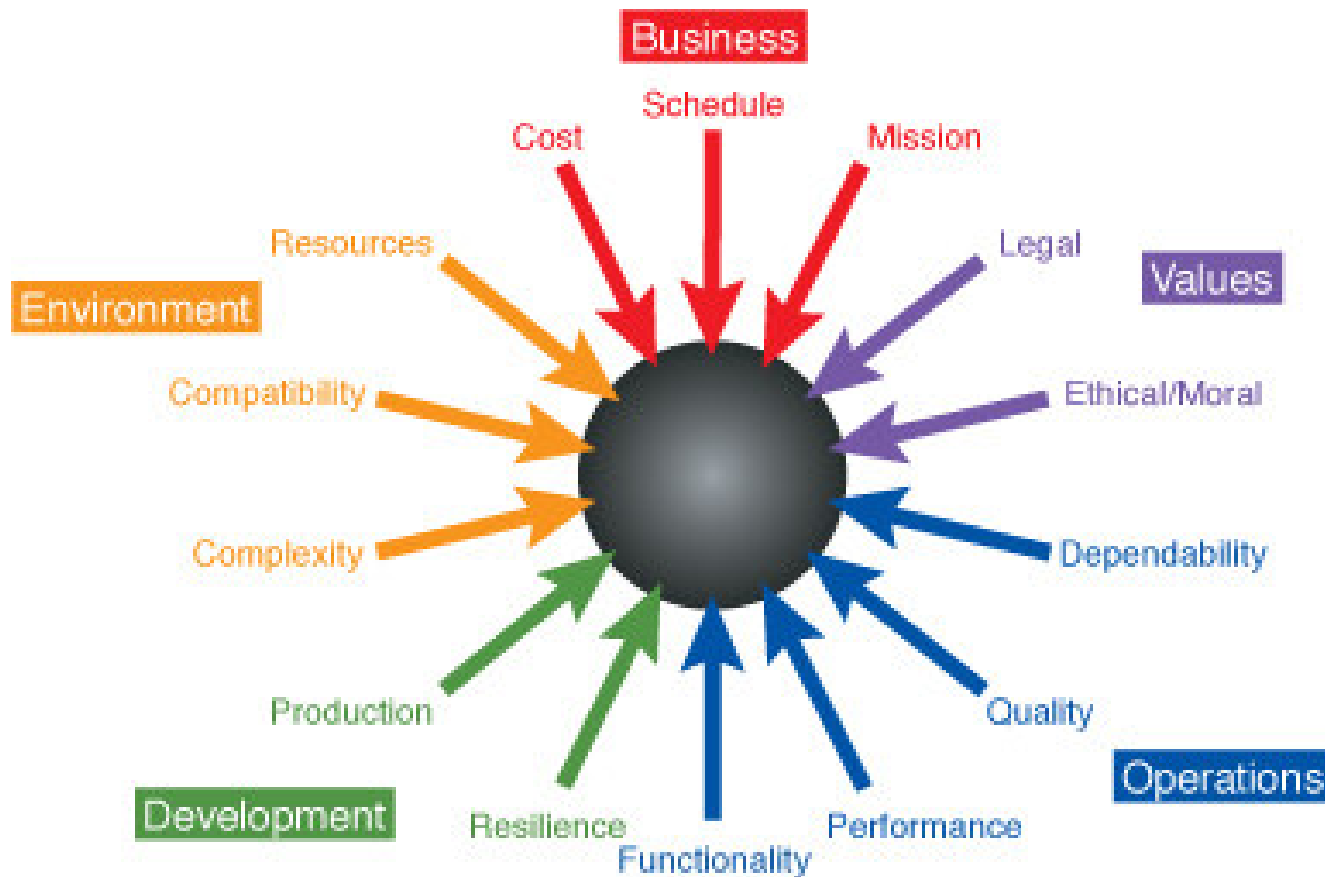 Business
Schedule
Cost
Mission
Resources
Legal
Environment
Values
Compatibility
Ethical/Moral
Complexity
Dependability
Production
Quality
Development
Operations
Resilience
Performance
Functionality